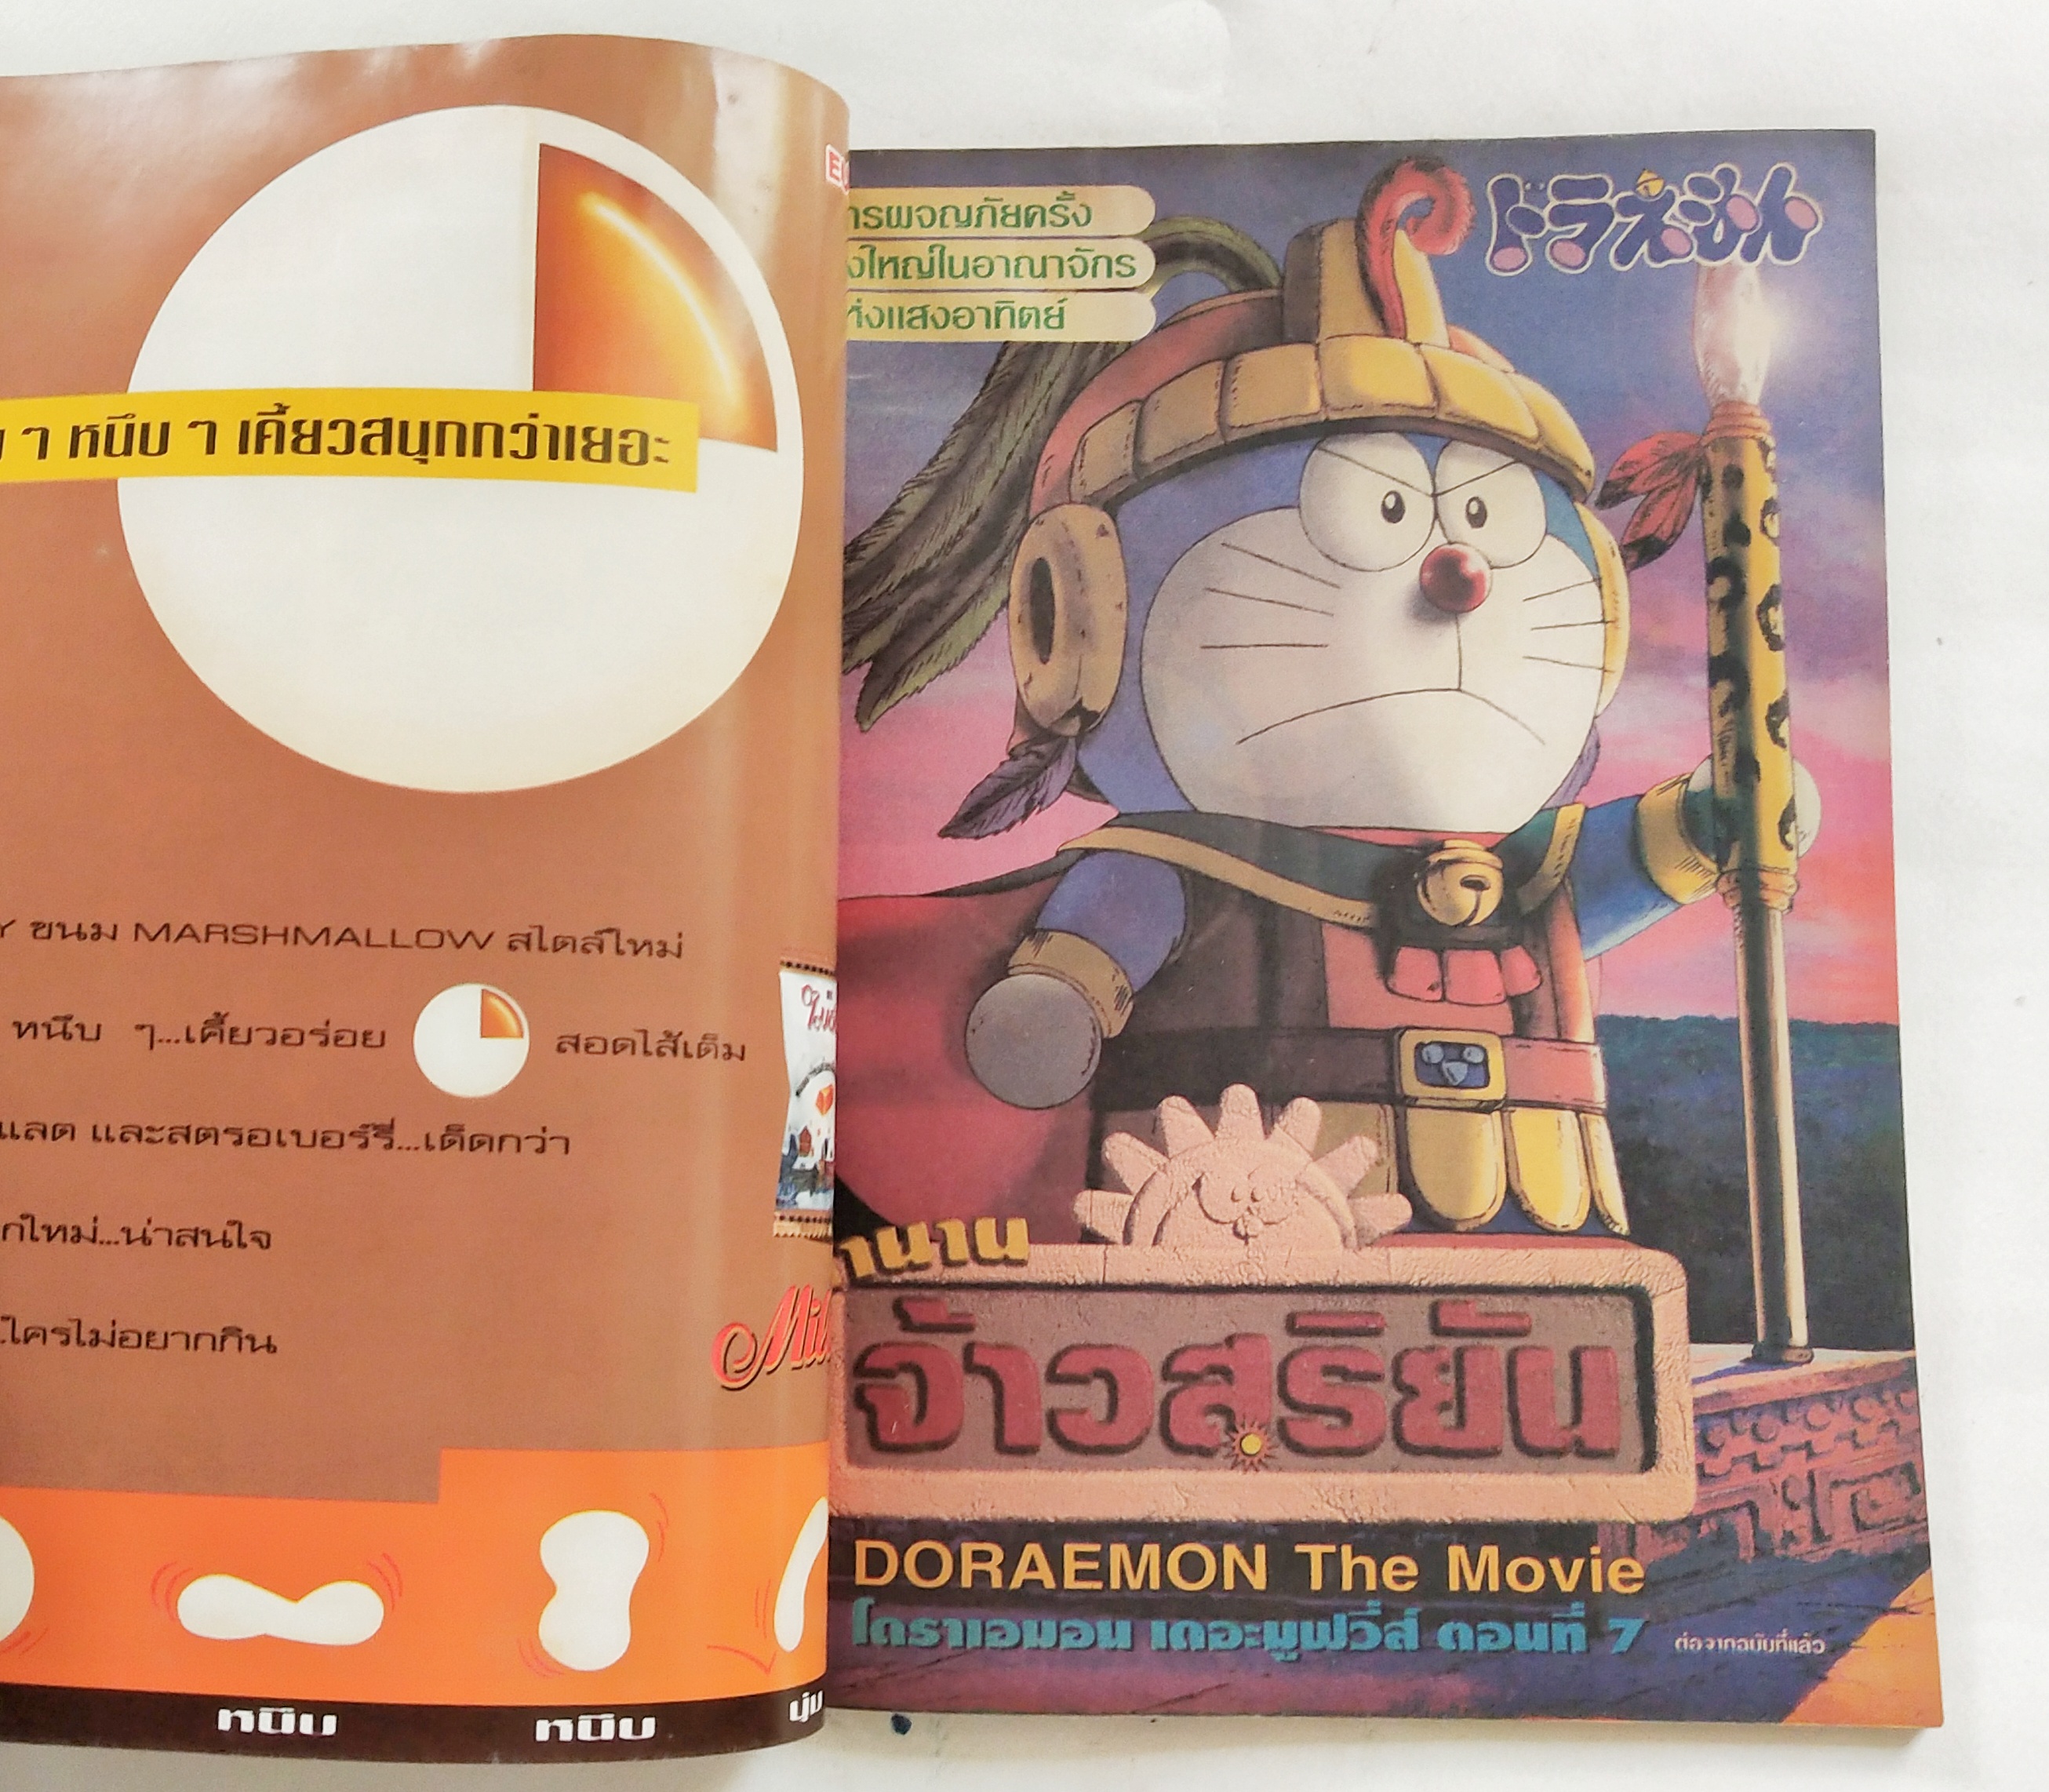 ๆ หนึบ ๆ เคี้ยวสนุกกว่าเยอะ
ขนม MARSHMALLOW สไตล์ใหม่
หนึบ ๆ...เคี้ยวอร่อย สอดไส้เต็ม
แลต และสตรอเบอร์รี่...เด็ดกว่า
กใหม่...น่าสนใจ
ใครไม่อยากกิน
Mil
หนึบ หนึบ นุ่ม
ารผจญภัยครั้ง
งใหญ่ในอาณาจักร
ห่งแสงอาทิตย์
ドラえもん
านาน
จ้าวสุริยัน
DORAEMON The Movie
โดราเอมอน เดอะมูฟวี่ส์ ตอนที่ 7
ต่อจากฉบับที่แล้ว